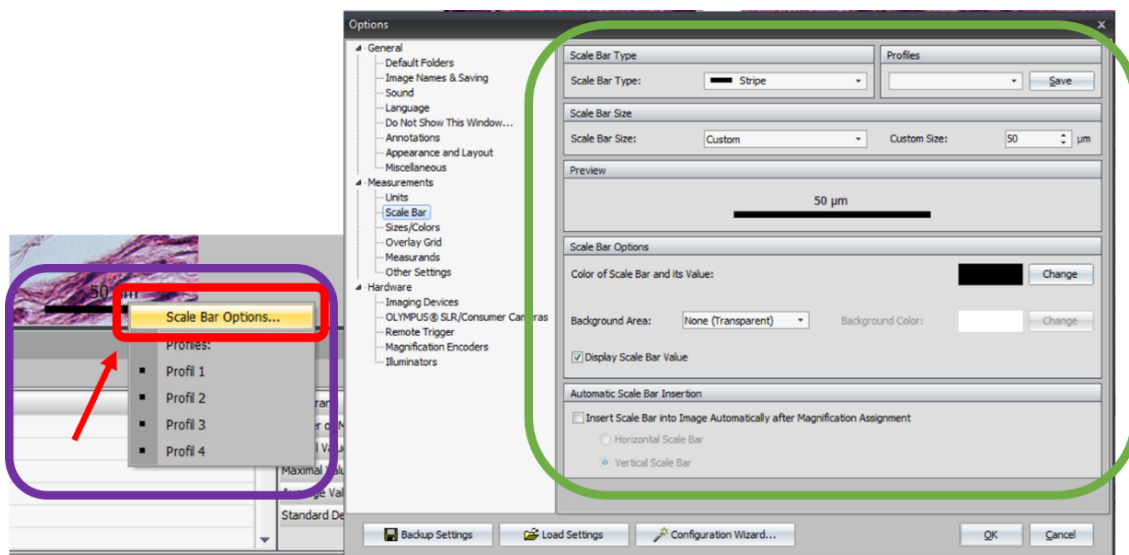 50 µm
Scale Bar Options...
Profiles:
Profil 1
Profil 2
Profil 3
Profil 4
Maximal Valu
Average Val
Standard De
Options
x
General
Default Folders
Image Names & Saving
Sound
Language
Do Not Show This Window...
Annotations
Appearance and Layout
Miscellaneous
Measurements
Units
Scale Bar
Sizes/Colors
Overlay Grid
Measurands
Other Settings
Hardware
Imaging Devices
OLYMPUS® SLR/Consumer Cameras
Remote Trigger
Magnification Encoders
Illuminators
Scale Bar Type
Scale Bar Type: Stripe
Profiles
Save
Scale Bar Size
Scale Bar Size: Custom Custom Size: 50 µm
Preview
50 µm
Scale Bar Options
Color of Scale Bar and its Value: Change
Background Area: None (Transparent) Background Color: Change
Display Scale Bar Value
Automatic Scale Bar Insertion
Insert Scale Bar into Image Automatically after Magnification Assignment
Horizontal Scale Bar
Vertical Scale Bar
Backup Settings Load Settings Configuration Wizard... OK Cancel